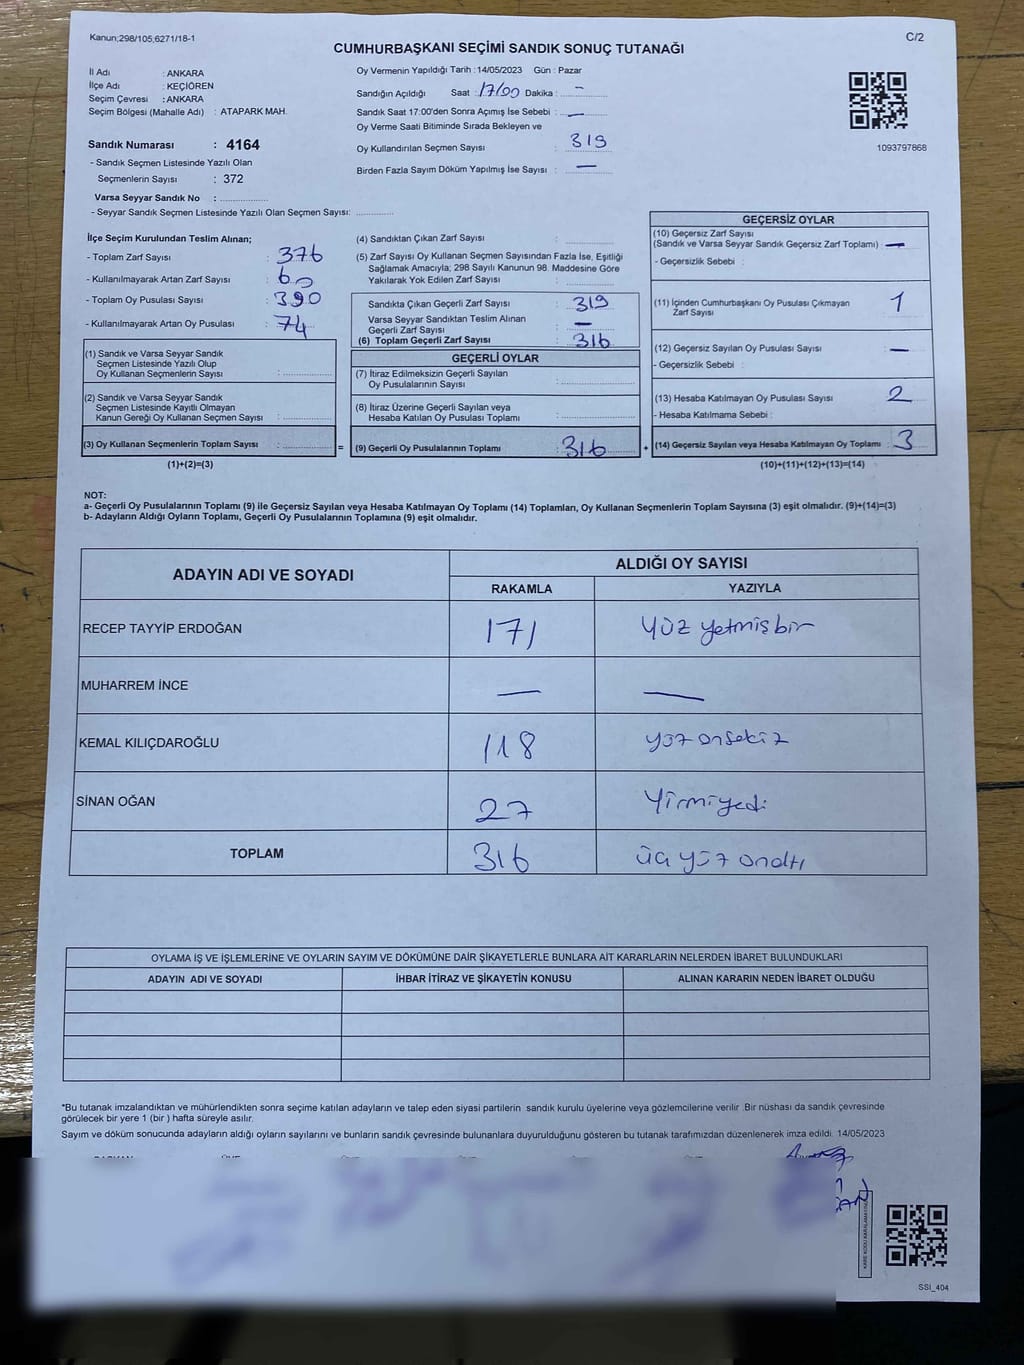 Kanun;298/105;6271/18-1
C/2
CUMHURBAŞKANI SEÇİMİ SANDIK SONUÇ TUTANAĞI
İl Adı : ANKARA
İlçe Adı : KEÇİÖREN
Seçim Çevresi : ANKARA
Seçim Bölgesi (Mahalle Adı) : ATAPARK MAH.
Sandık Numarası : 4164
- Sandık Seçmen Listesinde Yazılı Olan
Seçmenlerin Sayısı : 372
Varsa Seyyar Sandık No :
- Seyyar Sandık Seçmen Listesinde Yazılı Olan Seçmen Sayısı:
Oy Vermenin Yapıldığı Tarih : 14/05/2023 Gün : Pazar
Sandığın Açıldığı Saat : 17/00 Dakika : -
Sandık Saat 17:00'den Sonra Açımış İse Sebebi : -
Oy Verme Saati Bitiminde Sırada Bekleyen ve
Oy Kullandırılan Seçmen Sayısı : 319
Birden Fazla Sayım Döküm Yapılmış İse Sayısı : -
1093797868
İlçe Seçim Kurulundan Teslim Alınan;
- Toplam Zarf Sayısı : 376
- Kullanılmayarak Artan Zarf Sayısı :
- Toplam Oy Pusulası Sayısı : 390
- Kullanılmayarak Artan Oy Pusulası : 74
(1) Sandık ve Varsa Seyyar Sandık
Seçmen Listesinde Yazılı Olup
Oy Kullanan Seçmenlerin Sayısı :
(2) Sandık ve Varsa Seyyar Sandık
Seçmen Listesinde Kayıtlı Olmayan
Kanun Gereği Oy Kullanan Seçmen Sayısı :
(3) Oy Kullanan Seçmenlerin Toplam Sayısı : =
(1)+(2)=(3)
(4) Sandıktan Çıkan Zarf Sayısı :
(5) Zarf Sayısı Oy Kullanan Seçmen Sayısından Fazla İse, Eşitliği
Sağlamak Amacıyla; 298 Sayılı Kanunun 98. Maddesine Göre
Yakılarak Yok Edilen Zarf Sayısı :
Sandıkta Çıkan Geçerli Zarf Sayısı : 319
Varsa Seyyar Sandıktan Teslim Alınan
Geçerli Zarf Sayısı : -
(6) Toplam Geçerli Zarf Sayısı : 316
GEÇERLİ OYLAR
(7) İtiraz Edilmeksizin Geçerli Sayılan
Oy Pusulalarının Sayısı :
(8) İtiraz Üzerine Geçerli Sayılan veya
Hesaba Katılan Oy Pusulaları Toplamı :
(9) Geçerli Oy Pusulalarının Toplamı : 316 +
GEÇERSİZ OYLAR
(10) Geçersiz Zarf Sayısı
(Sandık ve Varsa Seyyar Sandık Geçersiz Zarf Toplamı) : -
- Geçersizlik Sebebi :
(11) İçinden Cumhurbaşkanı Oy Pusulası Çıkmayan
Zarf Sayısı : 1
(12) Geçersiz Sayılan Oy Pusulası Sayısı : -
- Geçersizlik Sebebi :
(13) Hesaba Katılmayan Oy Pusulası Sayısı : 2
- Hesaba Katılmama Sebebi :
(14) Geçersiz Sayılan veya Hesaba Katılmayan Oy Toplamı : 3
(10)+(11)+(12)+(13)=(14)
NOT:
a- Geçerli Oy Pusulalarının Toplamı (9) ile Geçersiz Sayılan veya Hesaba Katılmayan Oy Toplamı (14) Toplamları, Oy Kullanan Seçmenlerin Toplam Sayısına (3) eşit olmalıdır. (9)+(14)=(3)
b- Adayların Aldığı Oyların Toplamı, Geçerli Oy Pusulalarının Toplamına (9) eşit olmalıdır.
ADAYIN ADI VE SOYADI
ALDIĞI OY SAYISI
RAKAMLA YAZIYLA
RECEP TAYYİP ERDOĞAN 171 yüz yetmişbir
MUHARREM İNCE - -
KEMAL KILIÇDAROĞLU 118 yüz onsekiz
SİNAN OĞAN 27 yirmiyedi
TOPLAM 316 üç yüz onaltı
OYLAMA İŞ VE İŞLEMLERİNE VE OYLARIN SAYIM VE DÖKÜMÜNE DAİR ŞİKAYETLERLE BUNLARA AİT KARARLARIN NELERDEN İBARET BULUNDUKLARI
ADAYIN ADI VE SOYADI İHBAR İTİRAZ VE ŞİKAYETİN KONUSU ALINAN KARARIN NEDEN İBARET OLDUĞU
*Bu tutanak imzalandıktan ve mühürlendikten sonra seçime katılan adayların ve talep eden siyasi partilerin sandık kurulu üyelerine veya gözlemcilerine verilir .Bir nüshası da sandık çevresinde
görülecek bir yere 1 (bir ) hafta süreyle asılır.
Sayım ve döküm sonucunda adayların aldığı oyların sayılarını ve bunların sandık çevresinde bulunanlara duyurulduğunu gösteren bu tutanak tarafımızdan düzenlenerek imza edildi. 14/05/2023
SSI_404